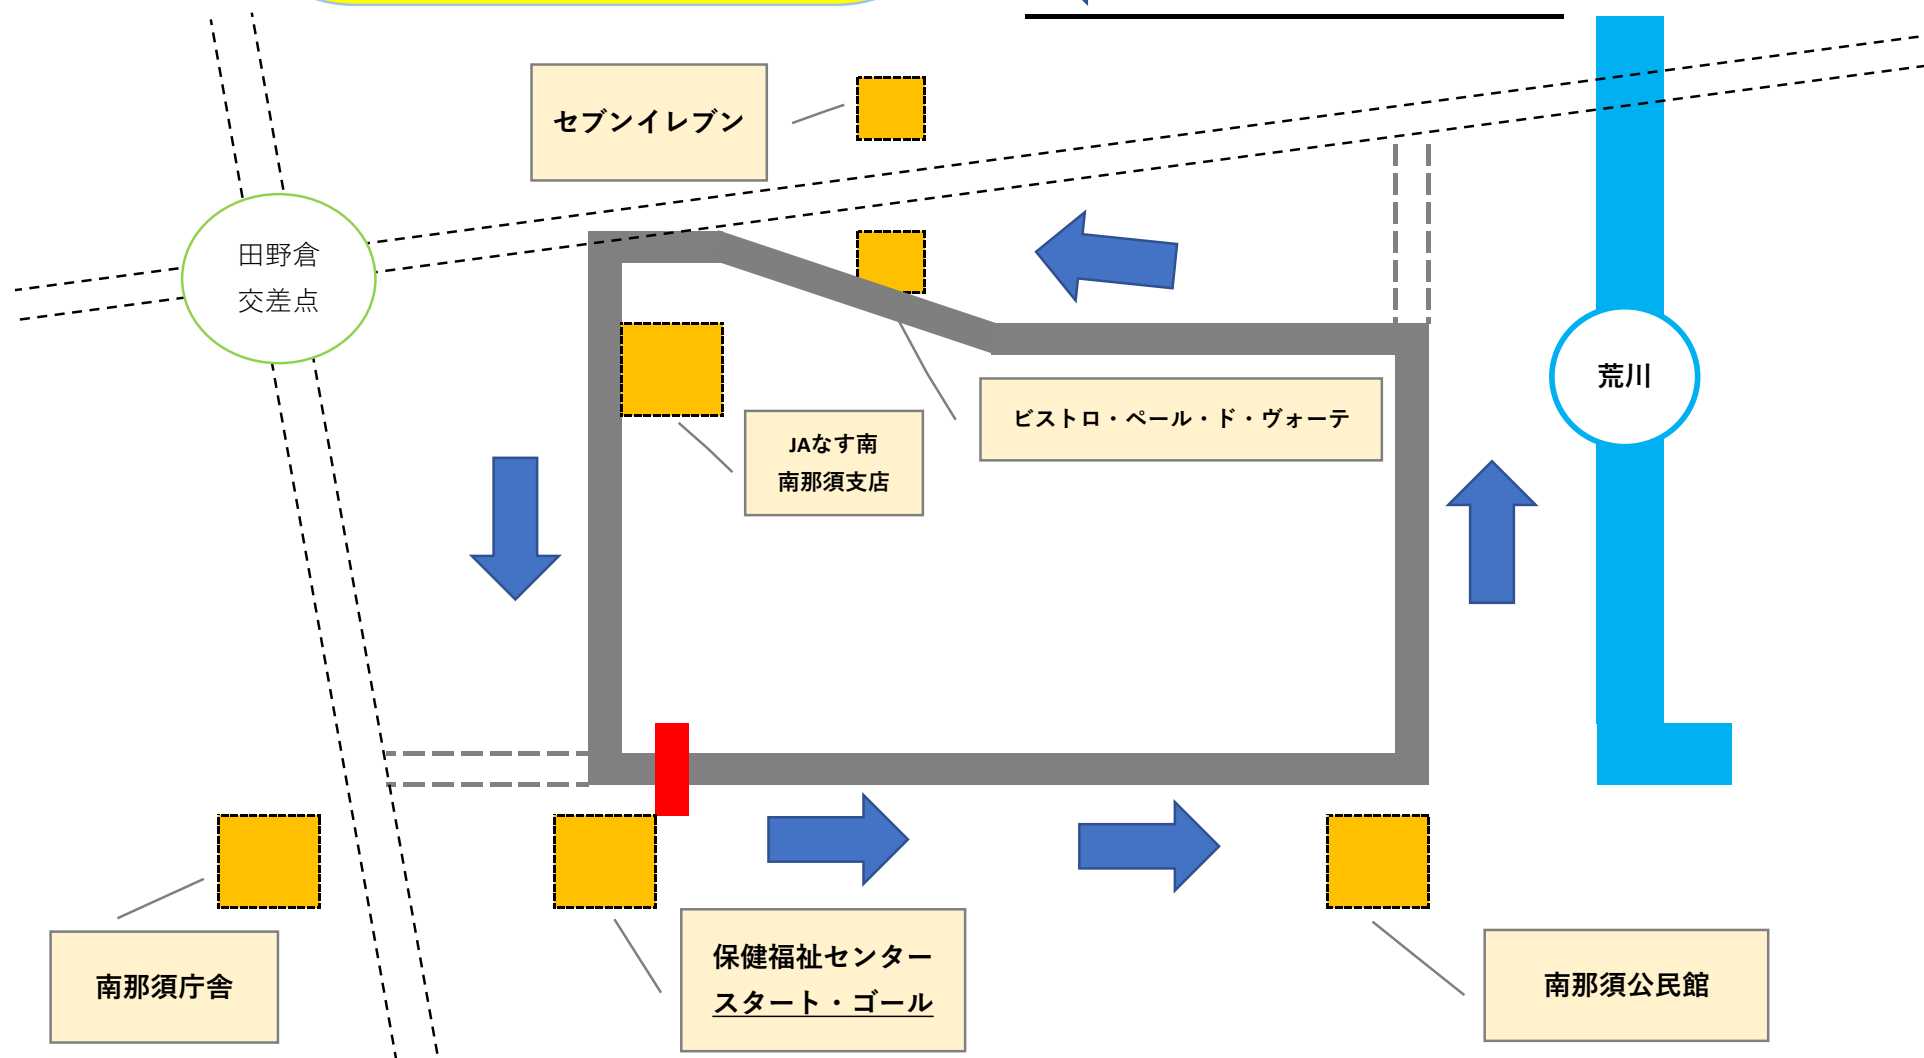 セブンイレブン
田野倉
交差点
荒川
ビストロ・ペール・ド・ヴォーテ
JAなす南
南那須支店
保健福祉センター
スタート・ゴール
南那須庁舎
南那須公民館